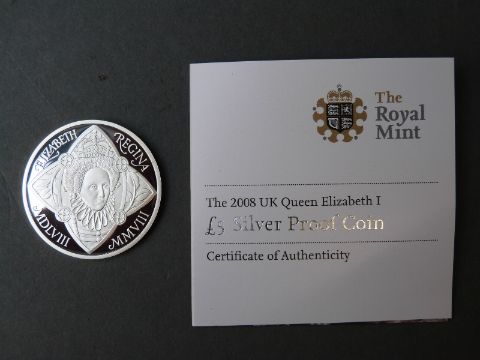 ELIZABETH
REGINA
MDLVIII
MMVIII
The
Royal
Mint
The 2008 UK Queen Elizabeth I
£5 Silver Proof Coin
Certificate of Authenticity